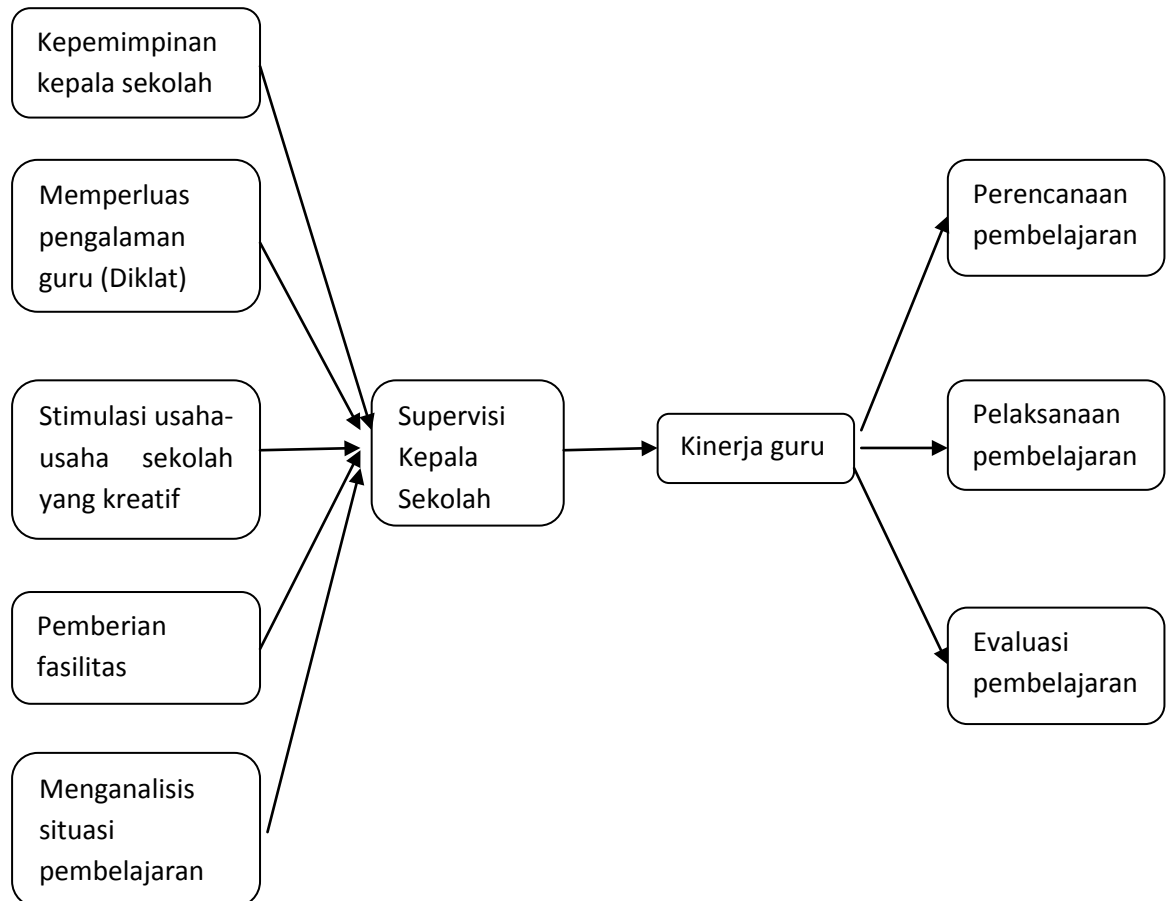 Kepemimpinan
kepala sekolah
Memperluas
pengalaman
guru (Diklat)
Stimulasi usaha-
usaha sekolah
yang kreatif
Pemberian
fasilitas
Menganalisis
situasi
pembelajaran
Supervisi
Kepala
Sekolah
Kinerja guru
Perencanaan
pembelajaran
Pelaksanaan
pembelajaran
Evaluasi
pembelajaran